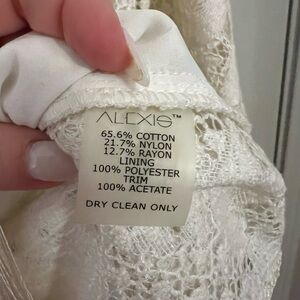 ALEXIS™
65.6% COTTON
21.7% NYLON
12.7% RAYON
LINING
100% POLYESTER
TRIM
100% ACETATE
DRY CLEAN ONLY